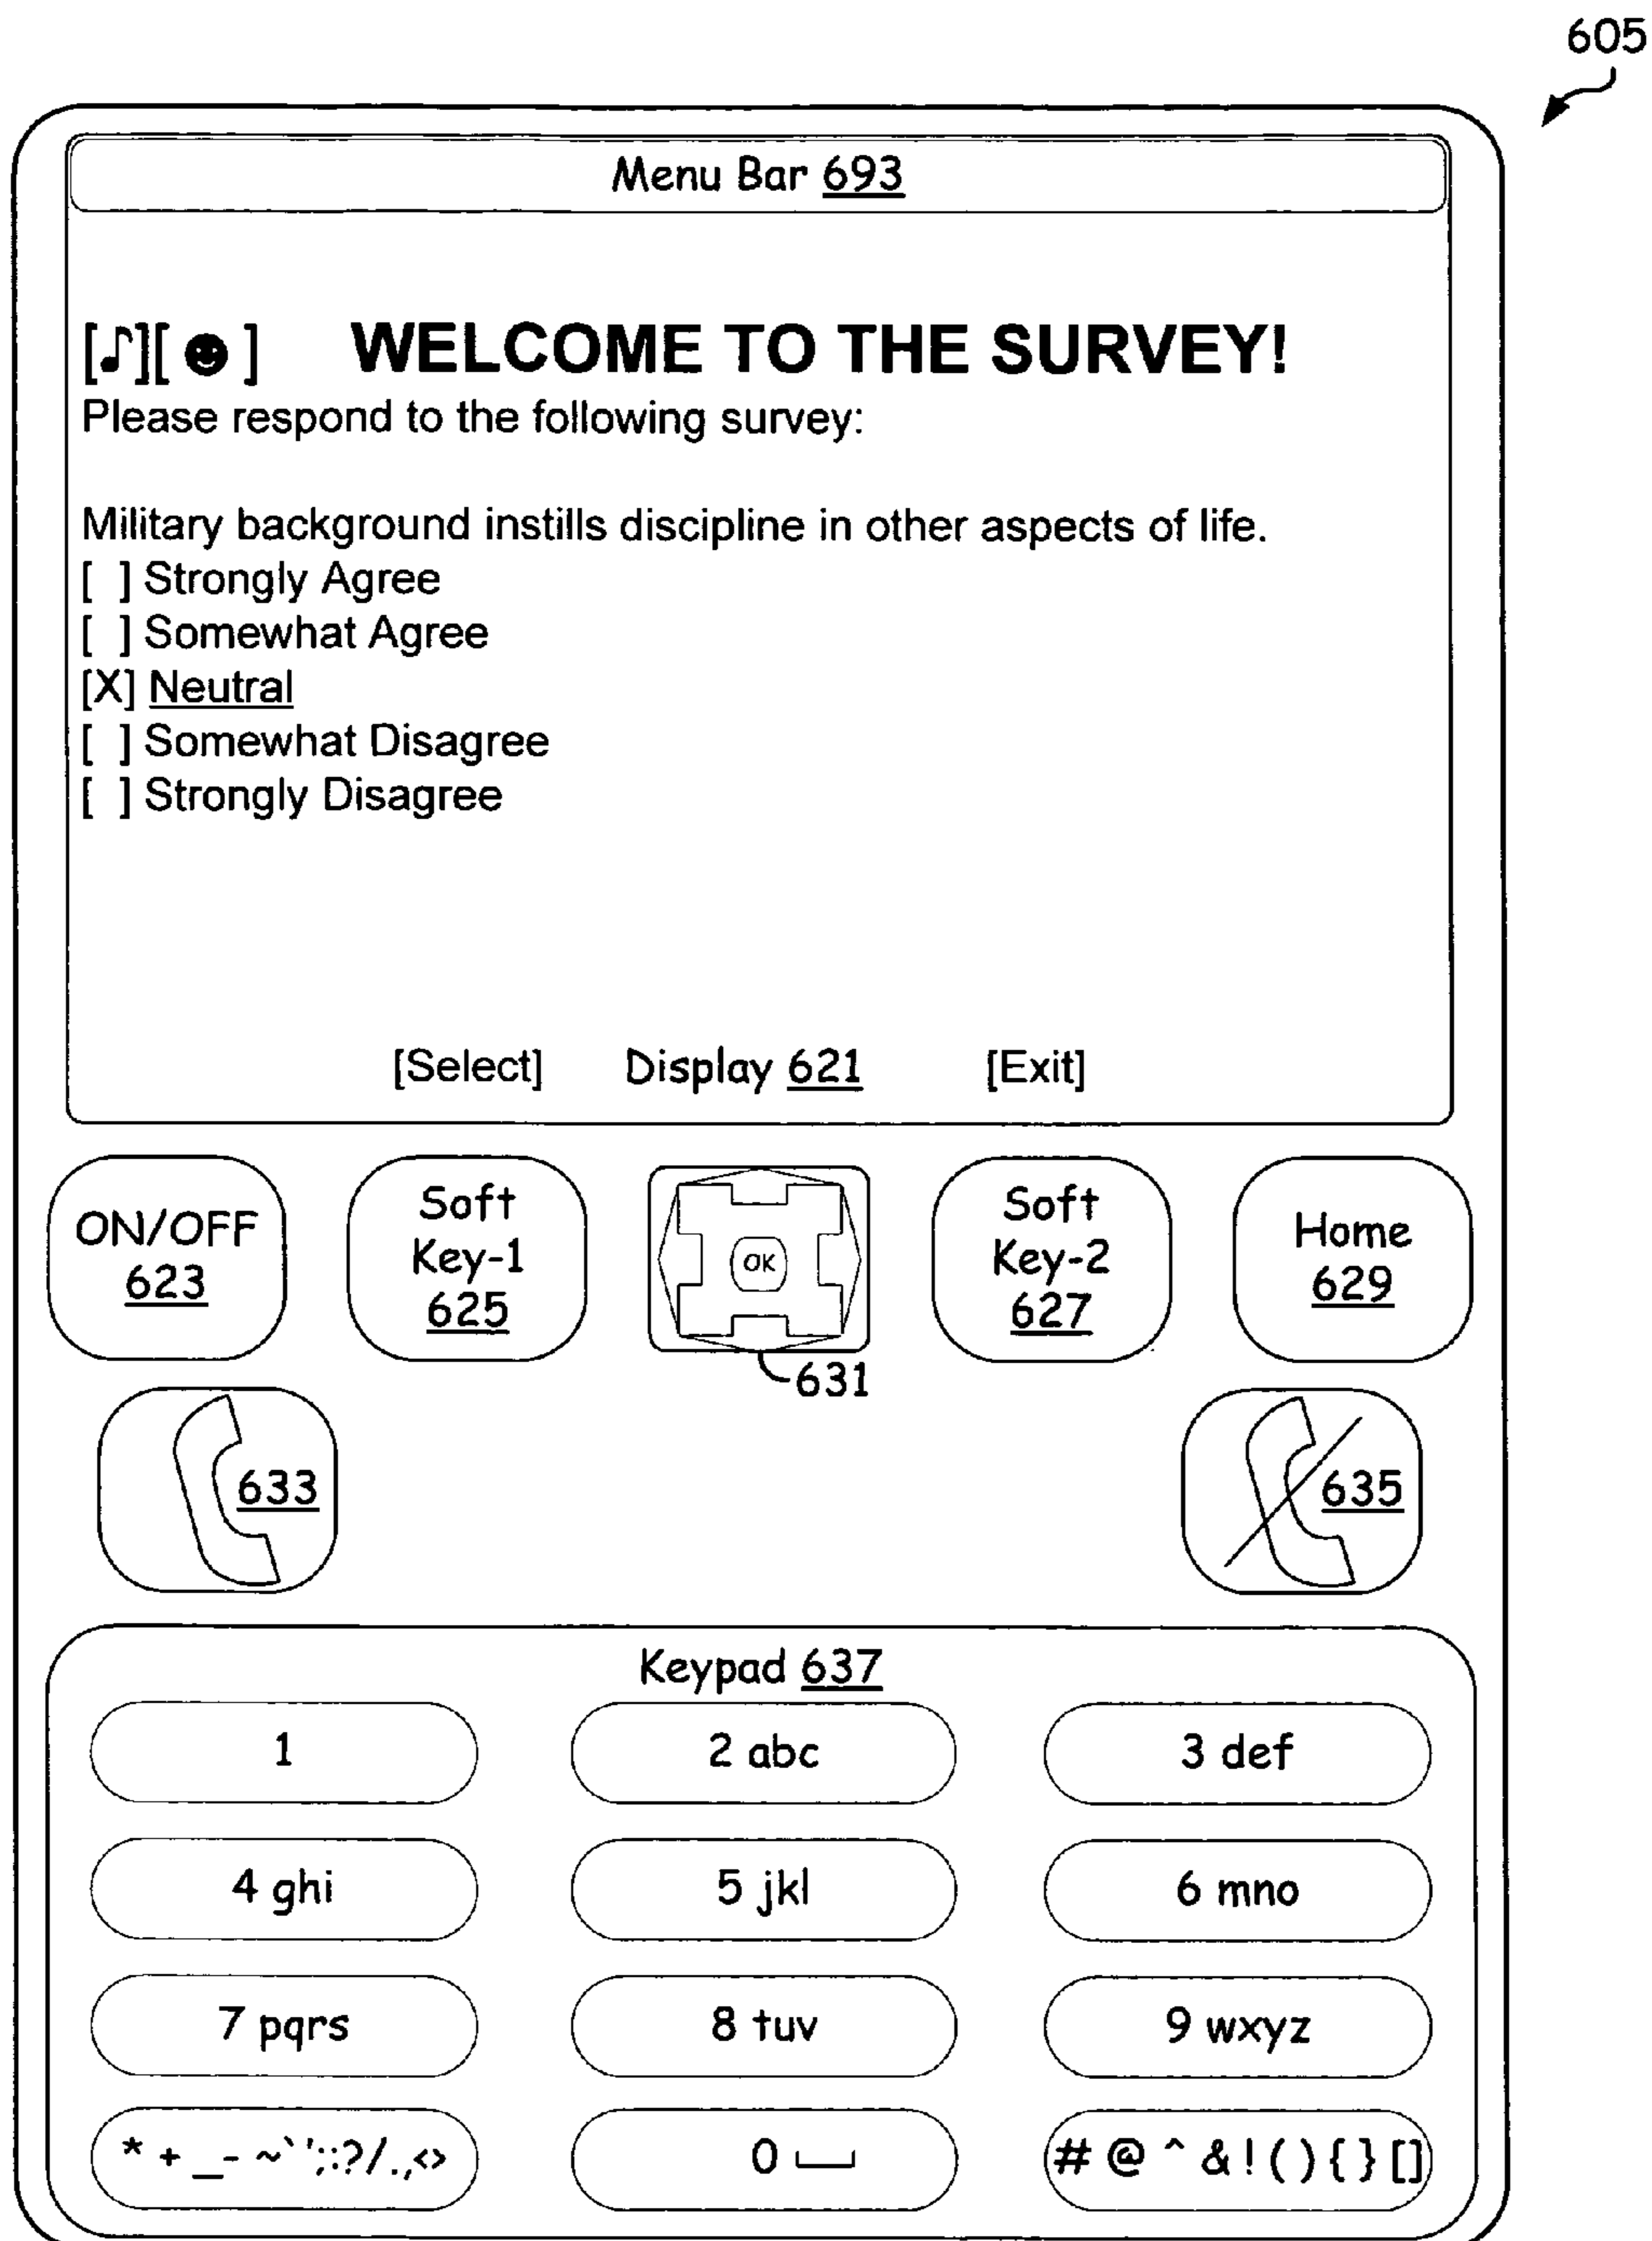 605
Menu Bar 693
[♪][☻] WELCOME TO THE SURVEY!
Please respond to the following survey:
Military background instills discipline in other aspects of life.
[ ] Strongly Agree
[ ] Somewhat Agree
[X] Neutral
[ ] Somewhat Disagree
[ ] Strongly Disagree
[Select] Display 621 [Exit]
ON/OFF
623
Soft
Key-1
625
OK
631
Soft
Key-2
627
Home
629
633
635
Keypad 637
1
2 abc
3 def
4 ghi
5 jkl
6 mno
7 pqrs
8 tuv
9 wxyz
* + _- ~`';:?/.,<>
0 ⎵
# @ ^ & ! ( ) { } []